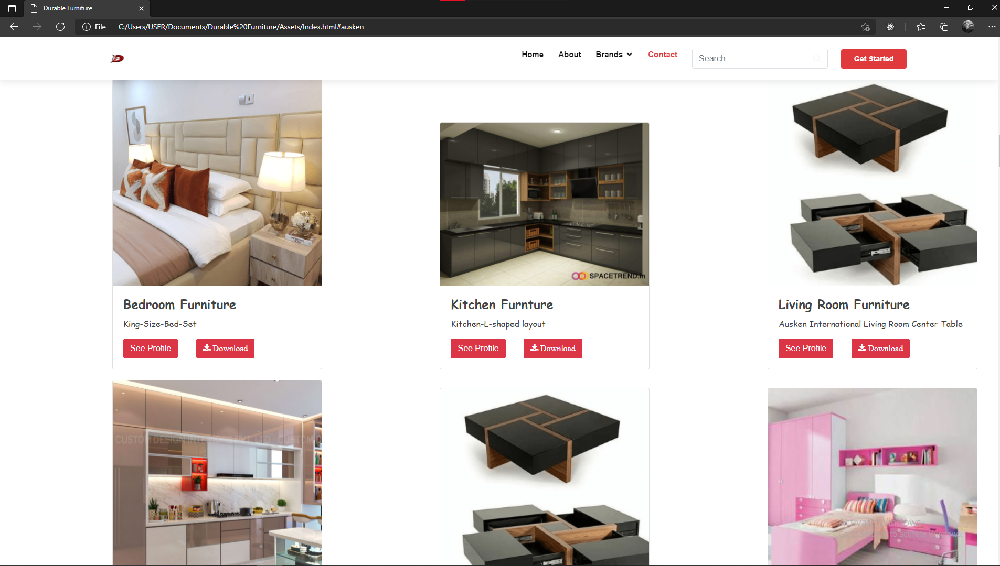 Durable Furniture
File
C:/Users/USER/Documents/Durable%20Furniture/Assets/Index.html#ausken
Home
About
Brands
Contact
Search...
Get Started
SPACETREND.in
Bedroom Furniture
King-Size-Bed-Set
See Profile
Download
Kitchen Furnture
Kitchen-L-shaped layout
See Profile
Download
Living Room Furniture
Ausken International Living Room Center Table
See Profile
Download
CUSTOM DESIGN INTERIORS PVT. LTD
CUSTOM
Activate Windows
to activate Windows.